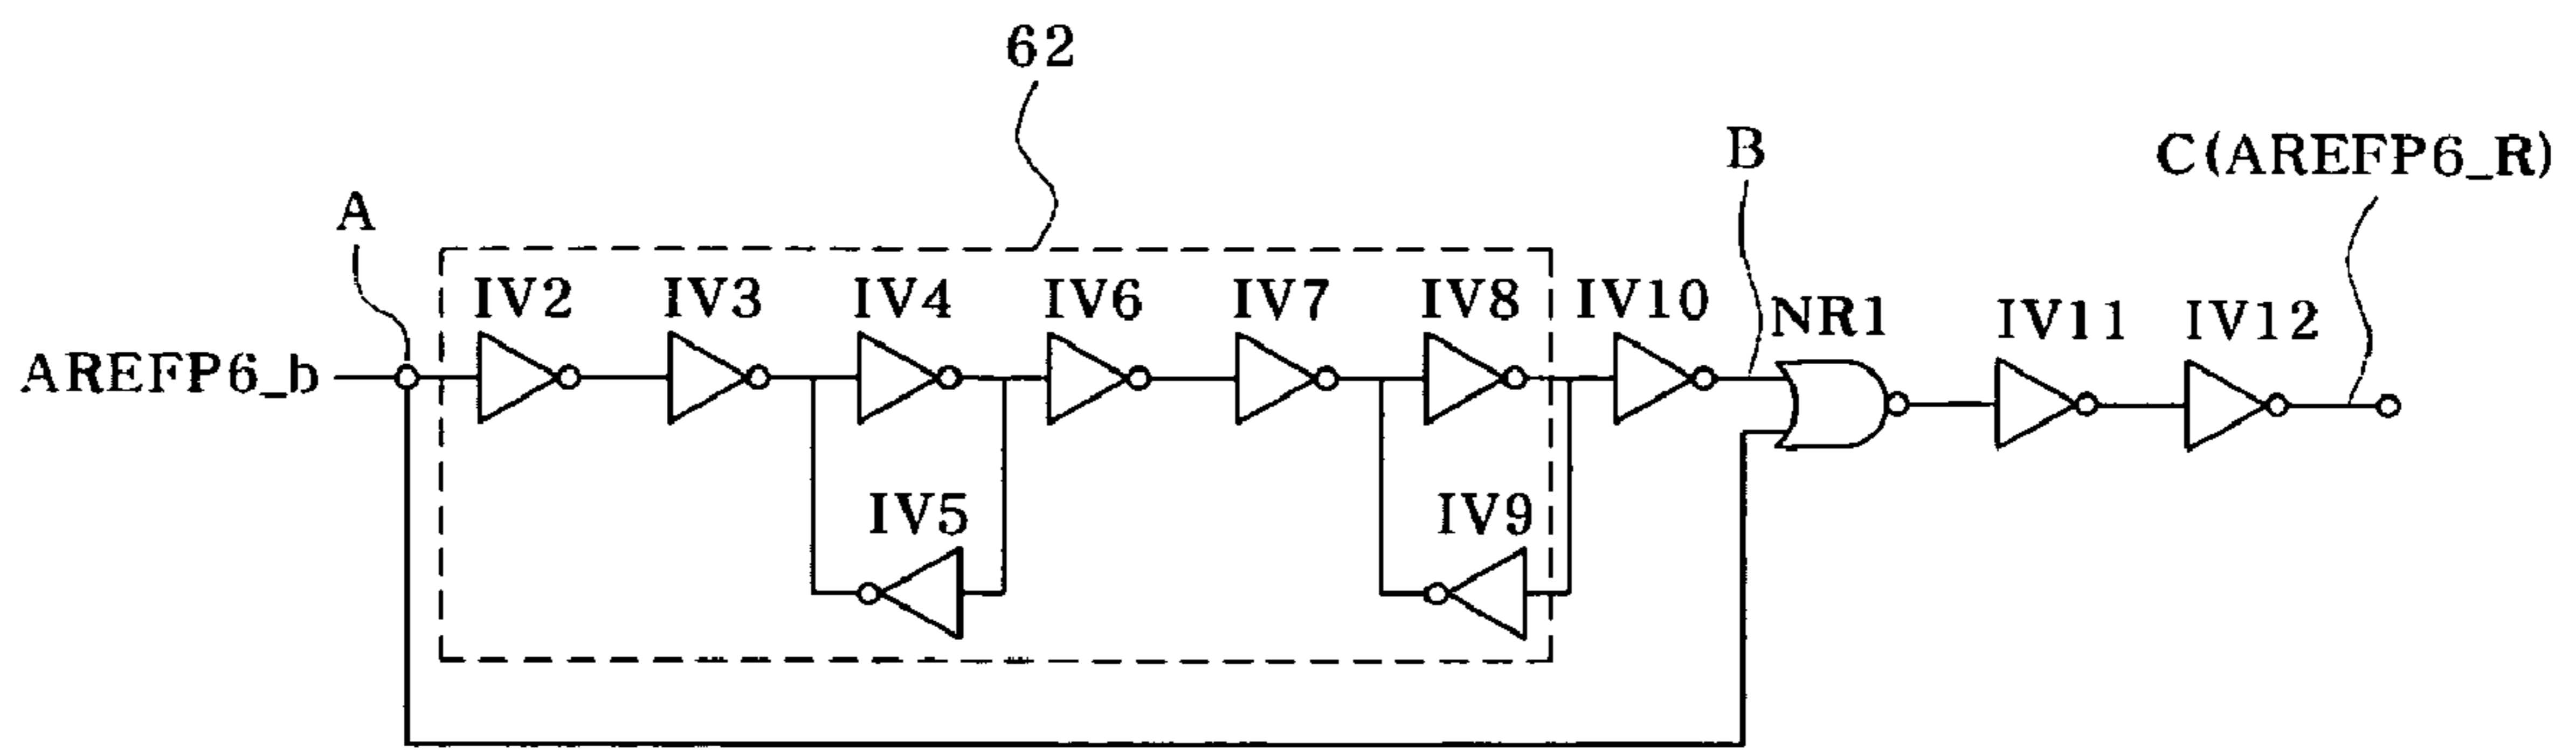 62
B
C(AREFP6_R)
A
IV2 IV3 IV4 IV6 IV7 IV8 IV10 NR1 IV11 IV12
AREFP6_b
IV5 IV9